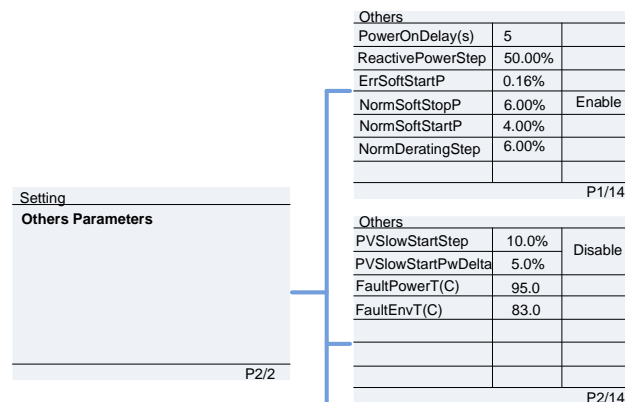 Others
PowerOnDelay(s) 5
ReactivePowerStep 50.00%
ErrSoftStartP 0.16%
NormSoftStopP 6.00% Enable
NormSoftStartP 4.00%
NormDeratingStep 6.00%
P1/14
Setting
Others Parameters
P2/2
Others
PVSlowStartStep 10.0% Disable
PVSlowStartPwDelta 5.0%
FaultPowerT(C) 95.0
FaultEnvT(C) 83.0
P2/14